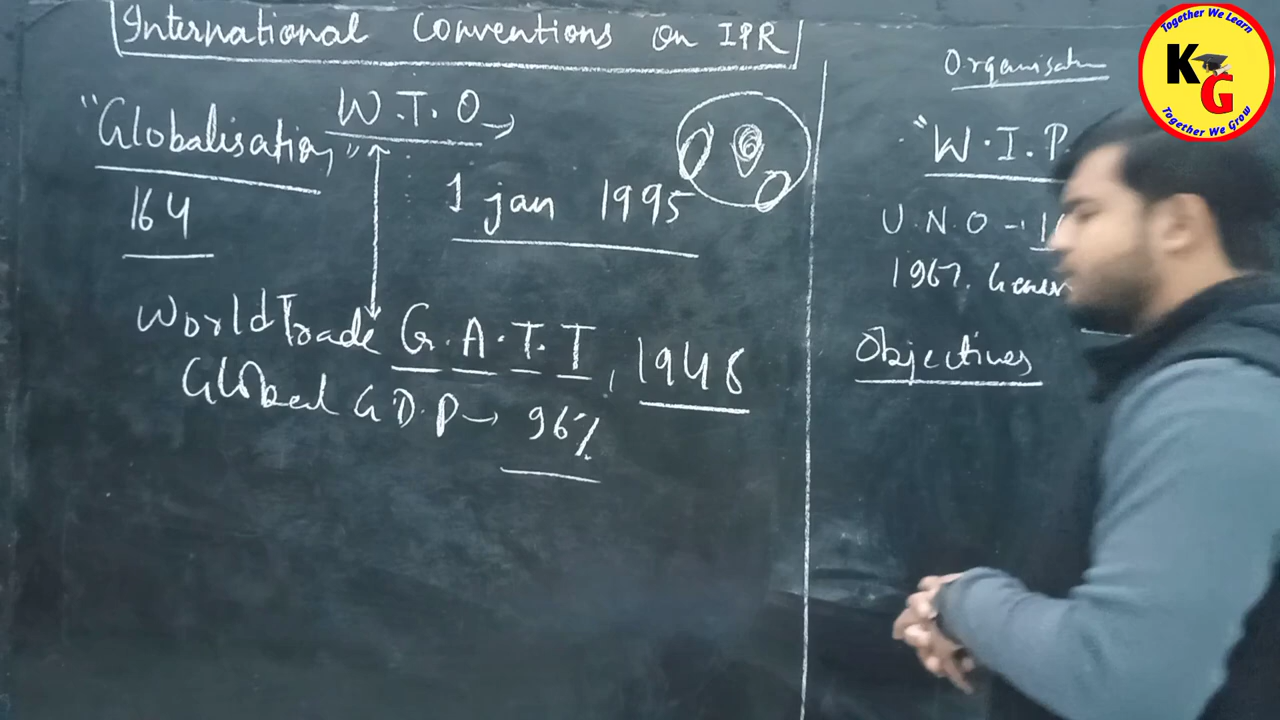 International Conventions on IPR
W.T.O
"Globalisation"
164
1 jan 1995
World Trade G.A.T.T, 1948
Global G.D.P → 96%
"W.I.P.
U.N.O -
1967.
Objectives
Together We Learn
KG
Together We Grow